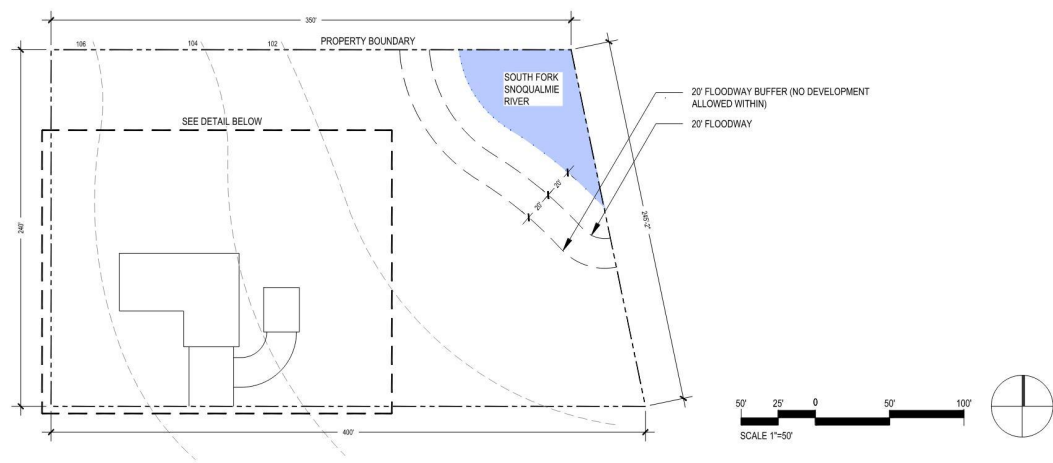 350'
106
104
102
PROPERTY BOUNDARY
SOUTH FORK
SNOQUALMIE
RIVER
20' FLOODWAY BUFFER (NO DEVELOPMENT
ALLOWED WITHIN)
20' FLOODWAY
SEE DETAIL BELOW
20'
20'
240'
245'-2"
50'
25'
0
50'
100'
SCALE 1"=50'
400'